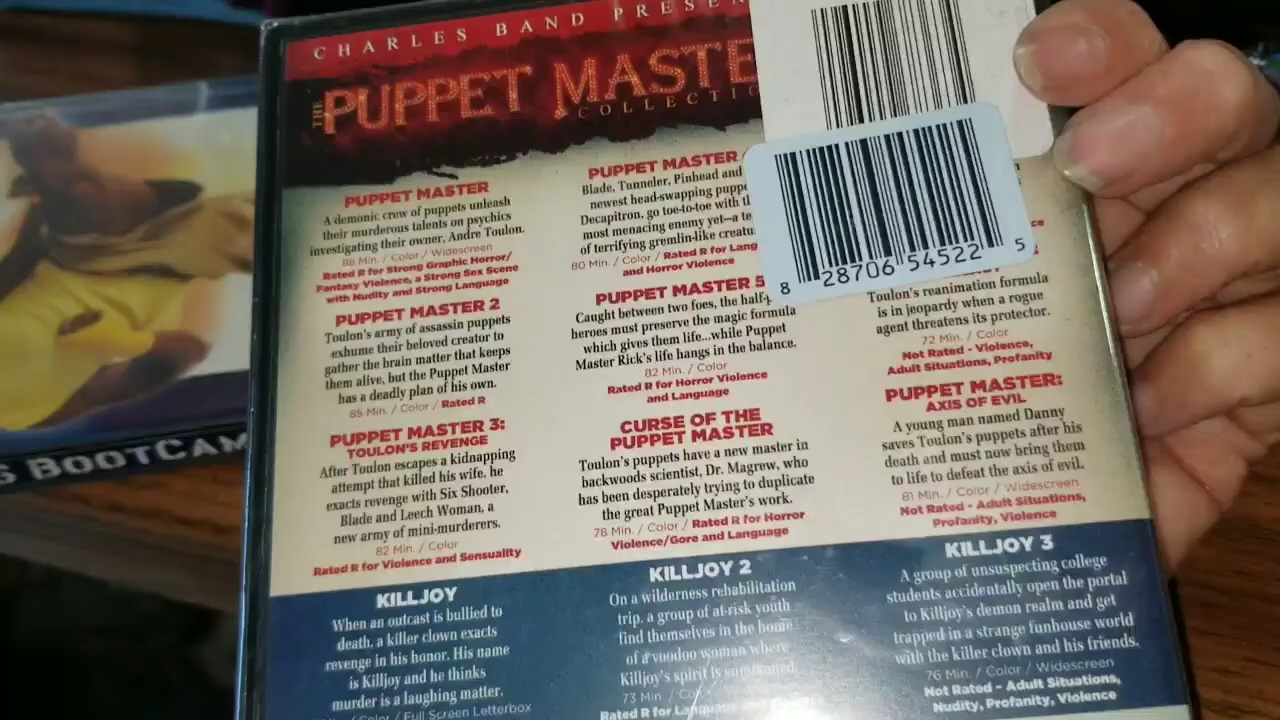 CHARLES BAND PRESEN
THE
PUPPET MASTE
COLLECTIO
PUPPET MASTER
A demonic crew of puppets unleash
their murderous talents on psychics
investigating their owner, Andre Toulon.
88 Min. / Color / Widescreen
Rated R for Strong Graphic Horror/
Fantasy Violence, a Strong Sex Scene
with Nudity and Strong Language
PUPPET MASTER 2
Toulon's army of assassin puppets
exhume their beloved creator to
gather the brain matter that keeps
them alive, but the Puppet Master
has a deadly plan of his own.
85 Min. / Color / Rated R
PUPPET MASTER 3:
TOULON'S REVENGE
After Toulon escapes a kidnapping
attempt that killed his wife, he
exacts revenge with Six Shooter,
Blade and Leech Woman, a
new army of mini-murderers.
82 Min. / Color
Rated R for Violence and Sensuality
PUPPET MASTER
Blade, Tunneler, Pinhead and
newest head-swapping puppe
Decapitron, go toe-to-toe with t
most menacing enemy yet—a te
of terrifying gremlin-like creatu
80 Min. / Color / Rated R for Lang
and Horror Violence
PUPPET MASTER 5
Caught between two foes, the half-
heroes must preserve the magic formula
which gives them life...while Puppet
Master Rick's life hangs in the balance.
82 Min. / Color
Rated R for Horror Violence
and Language
CURSE OF THE
PUPPET MASTER
Toulon's puppets have a new master in
backwoods scientist, Dr. Magrew, who
has been desperately trying to duplicate
the great Puppet Master's work.
78 Min. / Color / Rated R for Horror
Violence/Gore and Language
8 28706 54522 5
Toulon's reanimation formula
is in jeopardy when a rogue
agent threatens its protector.
72 Min. / Color
Not Rated - Violence,
Adult Situations, Profanity
PUPPET MASTER:
AXIS OF EVIL
A young man named Danny
saves Toulon's puppets after his
death and must now bring them
to life to defeat the axis of evil.
81 Min. / Color / Widescreen
Not Rated - Adult Situations,
Profanity, Violence
KILLJOY
When an outcast is bullied to
death, a killer clown exacts
revenge in his honor. His name
is Killjoy and he thinks
murder is a laughing matter.
/ Color / Full Screen Letterbox
KILLJOY 2
On a wilderness rehabilitation
trip, a group of at-risk youth
find themselves in the home
of a voodoo woman where
Killjoy's spirit is summoned.
73 Min. / Color
Rated R for Language and Violence
KILLJOY 3
A group of unsuspecting college
students accidentally open the portal
to Killjoy's demon realm and get
trapped in a strange funhouse world
with the killer clown and his friends.
76 Min. / Color / Widescreen
Not Rated - Adult Situations,
Nudity, Profanity, Violence
S BOOTCAM